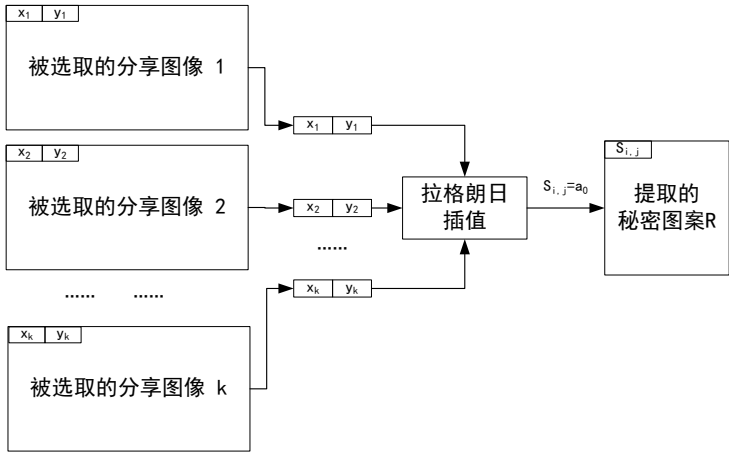 x₁ y₁
被选取的分享图像 1
x₁ y₁
x₂ y₂
被选取的分享图像 2
x₂ y₂
......
拉格朗日
插值
Sᵢ,ⱼ=a₀
Sᵢ,ⱼ
提取的
秘密图案R
...... ......
xₖ yₖ
xₖ yₖ
被选取的分享图像 k